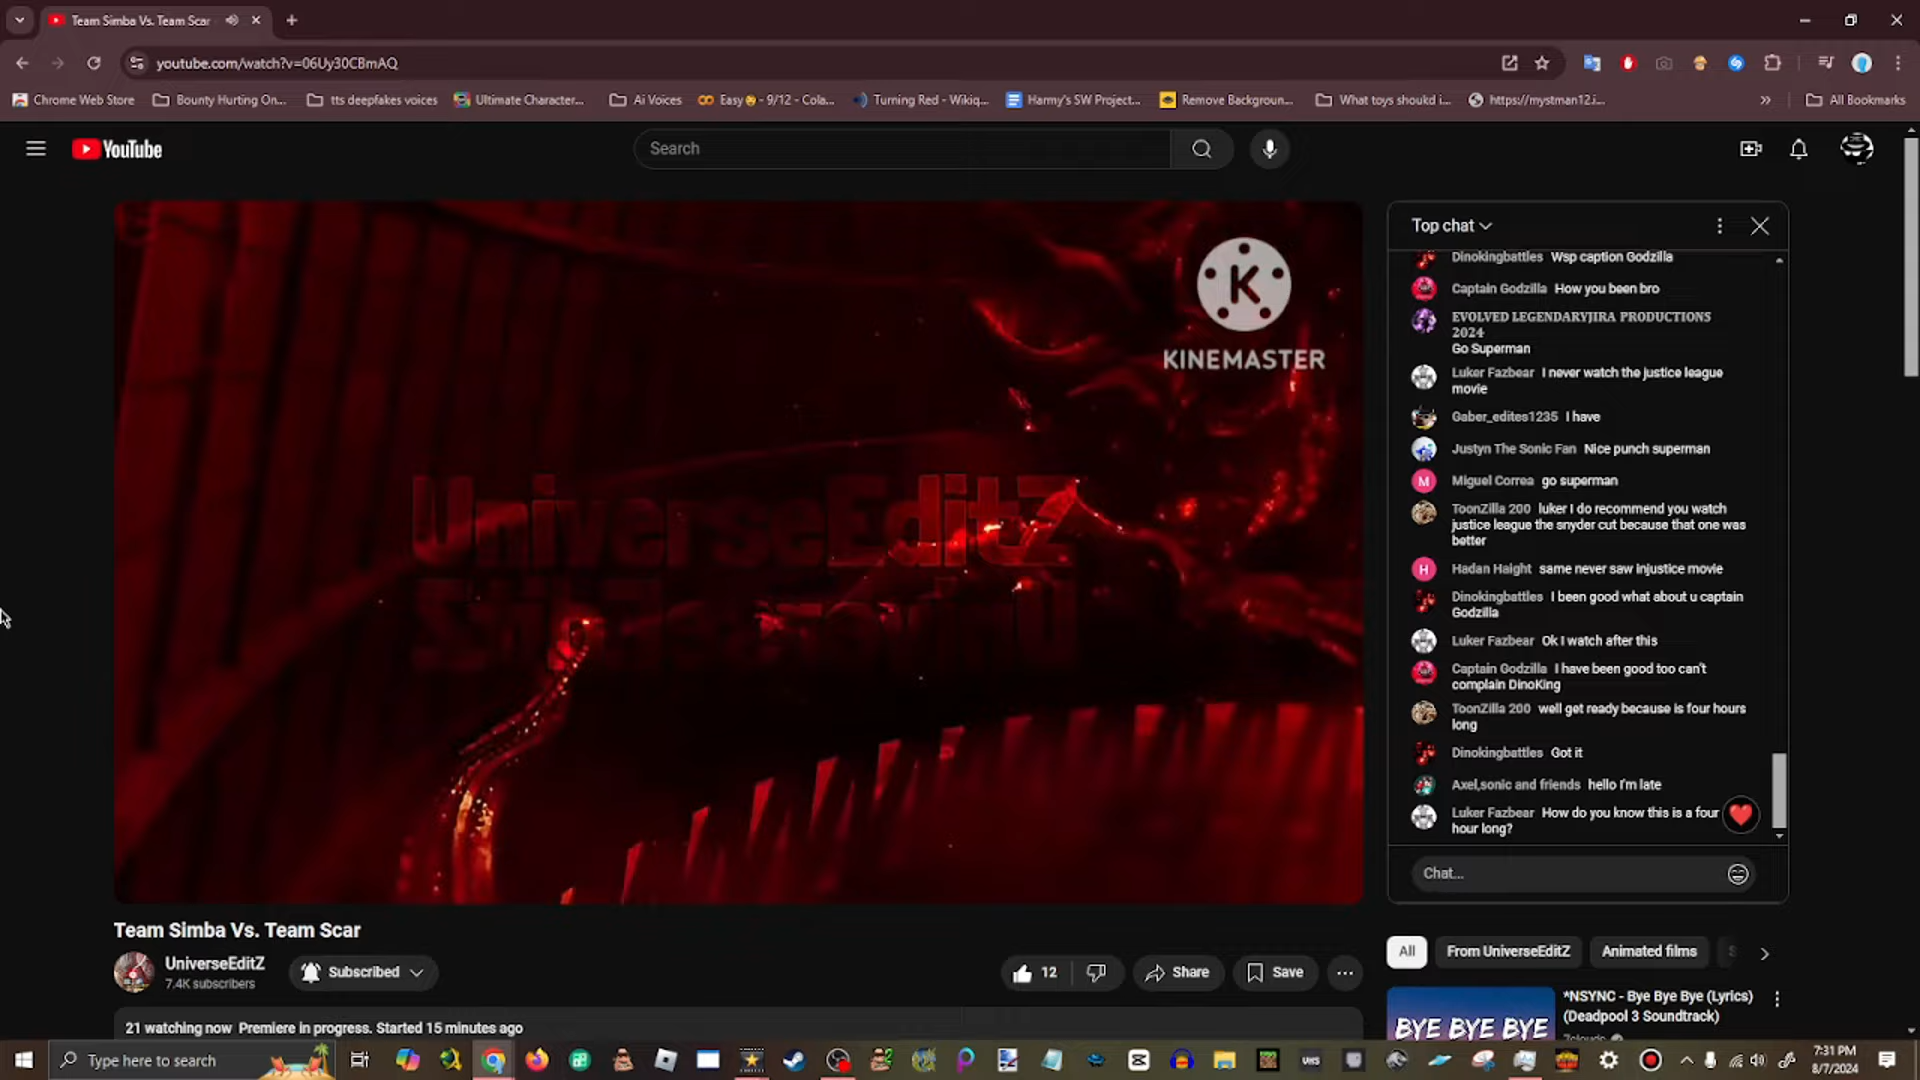 Team Simba Vs. Team Scar
youtube.com/watch?v=06Uy30CBmAQ
Chrome Web Store
Bounty Hurting On...
tts deepfakes voices
Ultimate Character...
Ai Voices
Easy - 9/12 - Cola...
Turning Red - Wikiq...
Harmy's SW Project...
Remove Backgroun...
What toys shoukd i...
https://mystman12.i...
All Bookmarks
YouTube
Search
K
KINEMASTER
UniverseEditZ
Top chat
Dinokingbattles Wsp caption Godzilla
Captain Godzilla How you been bro
EVOLVED LEGENDARYJIRA PRODUCTIONS
2024
Go Superman
Luker Fazbear I never watch the justice league
movie
Gaber_edites1235 I have
Justyn The Sonic Fan Nice punch superman
M Miguel Correa go superman
ToonZilla 200 luker I do recommend you watch
justice league the snyder cut because that one was
better
H Hadan Haight same never saw injustice movie
Dinokingbattles I been good what about u captain
Godzilla
Luker Fazbear Ok I watch after this
Captain Godzilla I have been good too can't
complain DinoKing
ToonZilla 200 well get ready because is four hours
long
Dinokingbattles Got it
Axel,sonic and friends hello I'm late
Luker Fazbear How do you know this is a four
hour long?
Chat...
Team Simba Vs. Team Scar
UniverseEditZ
7.4K subscribers
Subscribed
12
Share
Save
21 watching now Premiere in progress. Started 15 minutes ago
All
From UniverseEditZ
Animated films
*NSYNC - Bye Bye Bye (Lyrics)
(Deadpool 3 Soundtrack)
BYE BYE BYE
Type here to search
VHS
7:31 PM
8/7/2024